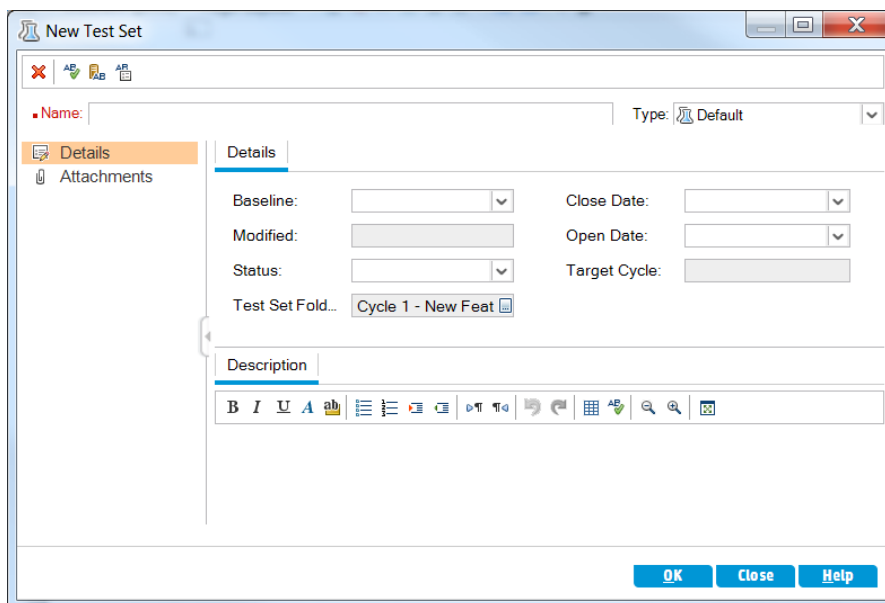 New Test Set
Name: Type: Default
Details
Attachments
Details
Baseline: Close Date:
Modified: Open Date:
Status: Target Cycle:
Test Set Fold... Cycle 1 - New Feat
Description
B I U A ab
OK Close Help